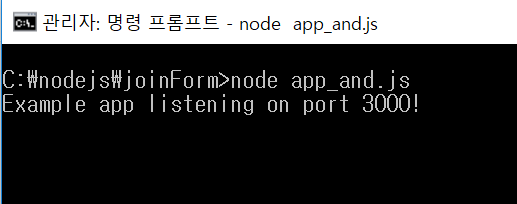 관리자: 명령 프롬프트 - node  app_and.js
C:₩nodejs₩joinForm>node app_and.js
Example app listening on port 3000!